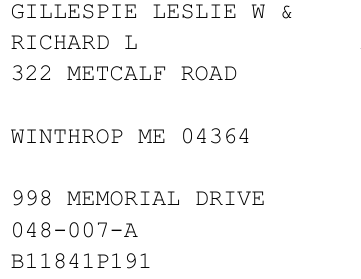 GILLESPIE LESLIE W &
RICHARD L
322 METCALF ROAD
WINTHROP ME 04364
998 MEMORIAL DRIVE
048-007-A
B11841P191